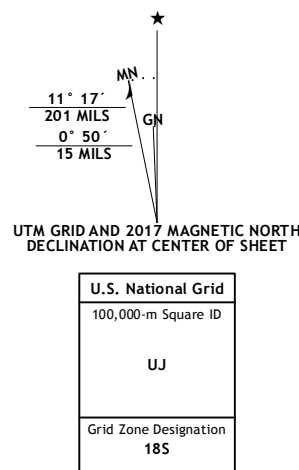 ★
MN
GN
11° 17´
201 MILS
0° 50´
15 MILS
UTM GRID AND 2017 MAGNETIC NORTH
DECLINATION AT CENTER OF SHEET
U.S. National Grid
100,000-m Square ID
UJ
Grid Zone Designation
18S